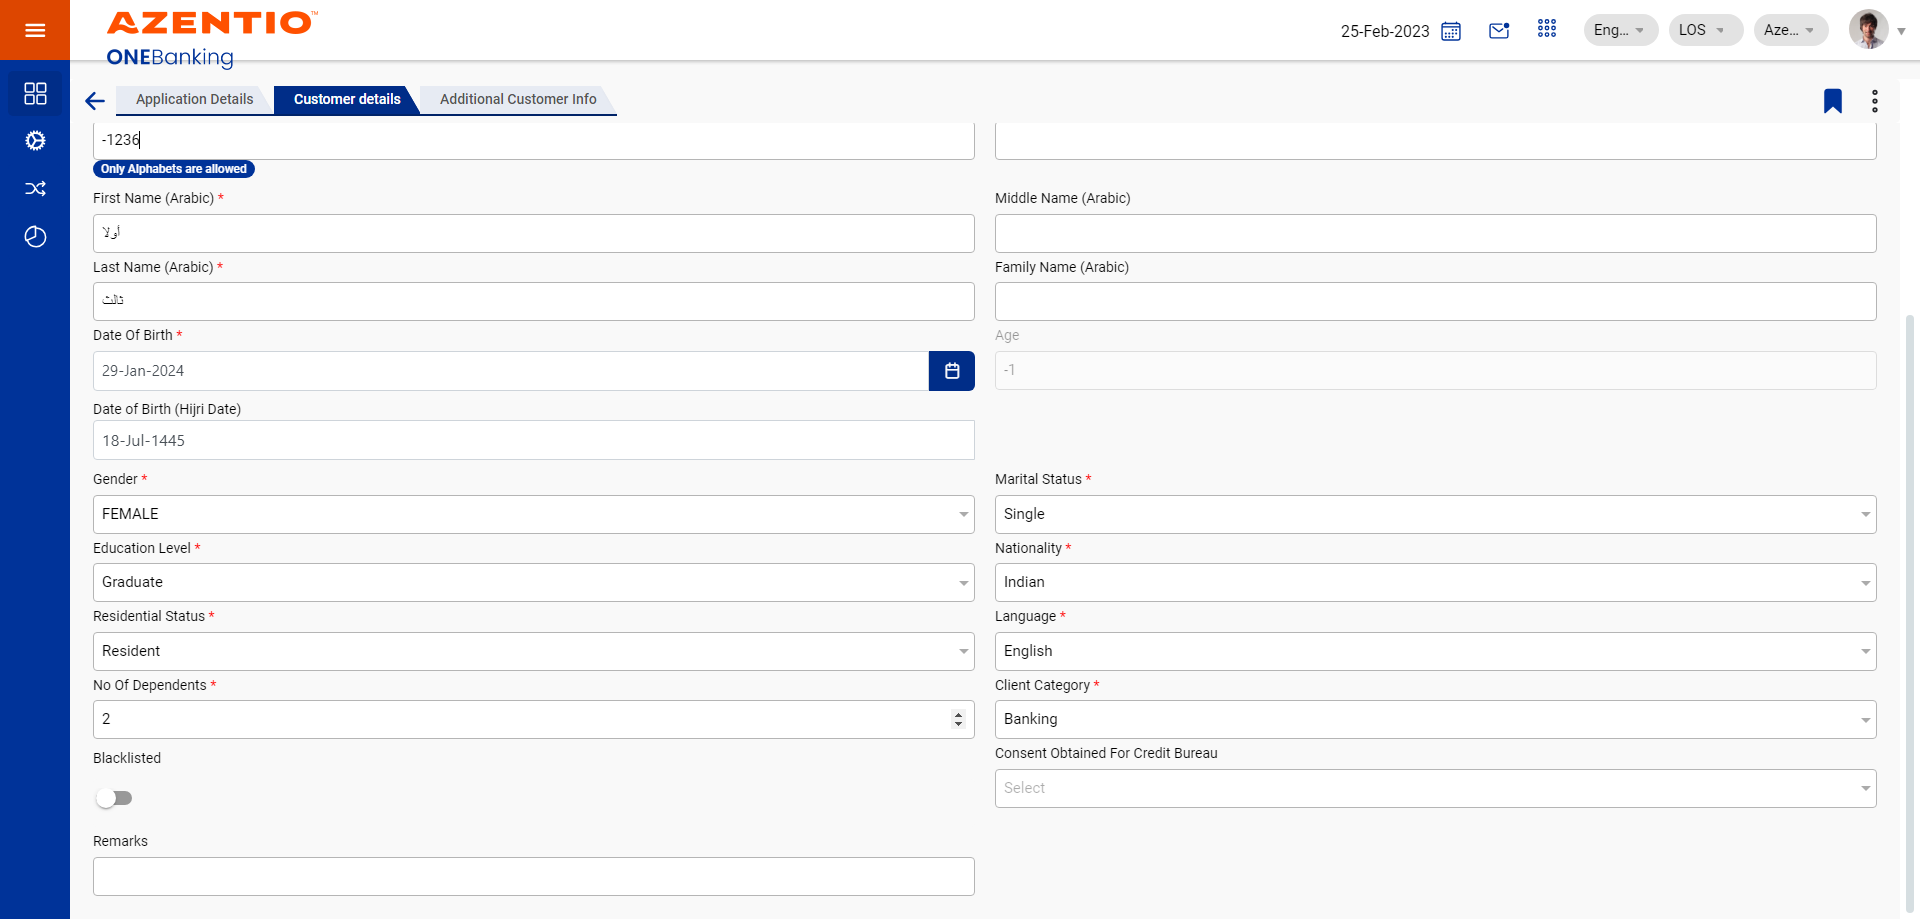 AZENTIO™
ONEBanking
25-Feb-2023
Eng...
LOS
Aze...
Application Details
Customer details
Additional Customer Info
-1236
Only Alphabets are allowed
First Name (Arabic) *
Middle Name (Arabic)
أولا
Last Name (Arabic) *
Family Name (Arabic)
ثالث
Date Of Birth *
Age
29-Jan-2024
-1
Date of Birth (Hijri Date)
18-Jul-1445
Gender *
Marital Status *
FEMALE
Single
Education Level *
Nationality *
Graduate
Indian
Residential Status *
Language *
Resident
English
No Of Dependents *
Client Category *
2
Banking
Blacklisted
Consent Obtained For Credit Bureau
Select
Remarks